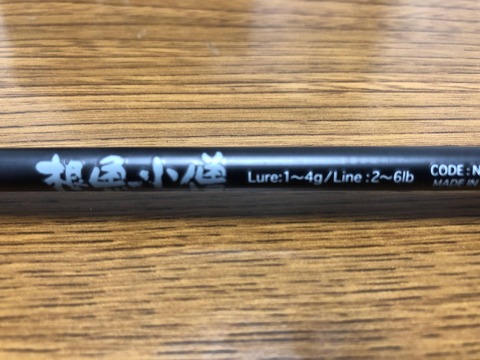 根魚小僧 Lure:1~4g/Line:2~6lb
CODE:N
MADE IN